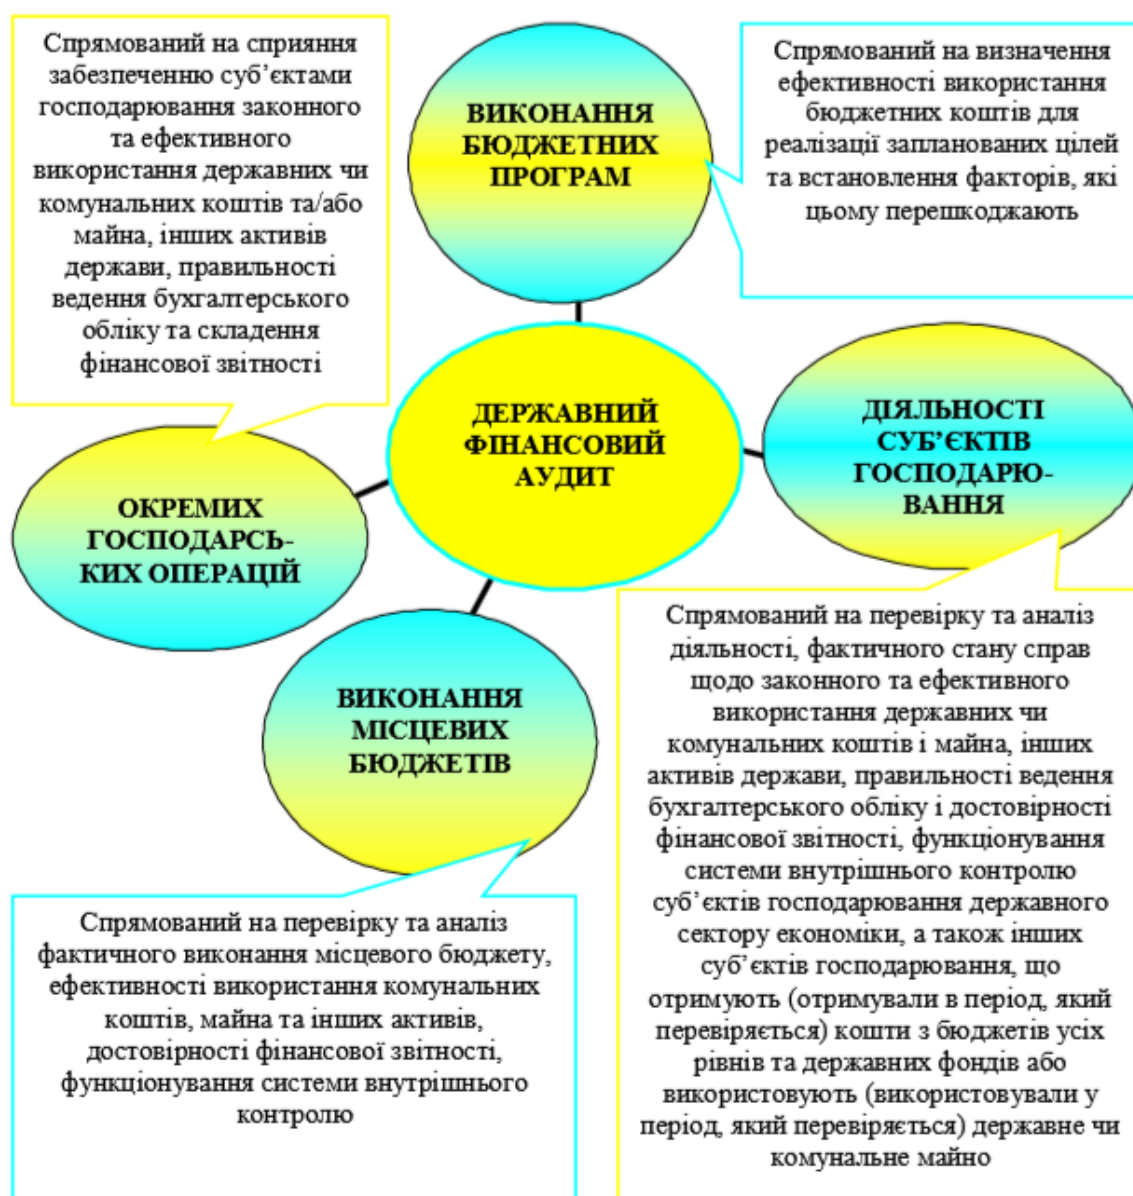 Спрямований на сприяння
забезпеченню суб’єктами
господарювання законного
та ефективного
використання державних чи
комунальних коштів та/або
майна, інших активів
держави, правильності
ведення бухгалтерського
обліку та складення
фінансової звітності
ВИКОНАННЯ
БЮДЖЕТНИХ
ПРОГРАМ
Спрямований на визначення
ефективності використання
бюджетних коштів для
реалізації запланованих цілей
та встановлення факторів, які
цьому перешкоджають
ДЕРЖАВНИЙ
ФІНАНСОВИЙ
АУДИТ
ДІЯЛЬНОСТІ
СУБ’ЄКТІВ
ГОСПОДАРЮ-
ВАННЯ
ОКРЕМИХ
ГОСПОДАРСЬ-
КИХ ОПЕРАЦІЙ
ВИКОНАННЯ
МІСЦЕВИХ
БЮДЖЕТІВ
Спрямований на перевірку та аналіз
діяльності, фактичного стану справ
щодо законного та ефективного
використання державних чи
комунальних коштів і майна, інших
активів держави, правильності ведення
бухгалтерського обліку і достовірності
фінансової звітності, функціонування
системи внутрішнього контролю
суб’єктів господарювання державного
сектору економіки, а також інших
суб’єктів господарювання, що
отримують (отримували в період, який
перевіряється) кошти з бюджетів усіх
рівнів та державних фондів або
використовують (використовували у
період, який перевіряється) державне чи
комунальне майно
Спрямований на перевірку та аналіз
фактичного виконання місцевого бюджету,
ефективності використання комунальних
коштів, майна та інших активів,
достовірності фінансової звітності,
функціонування системи внутрішнього
контролю